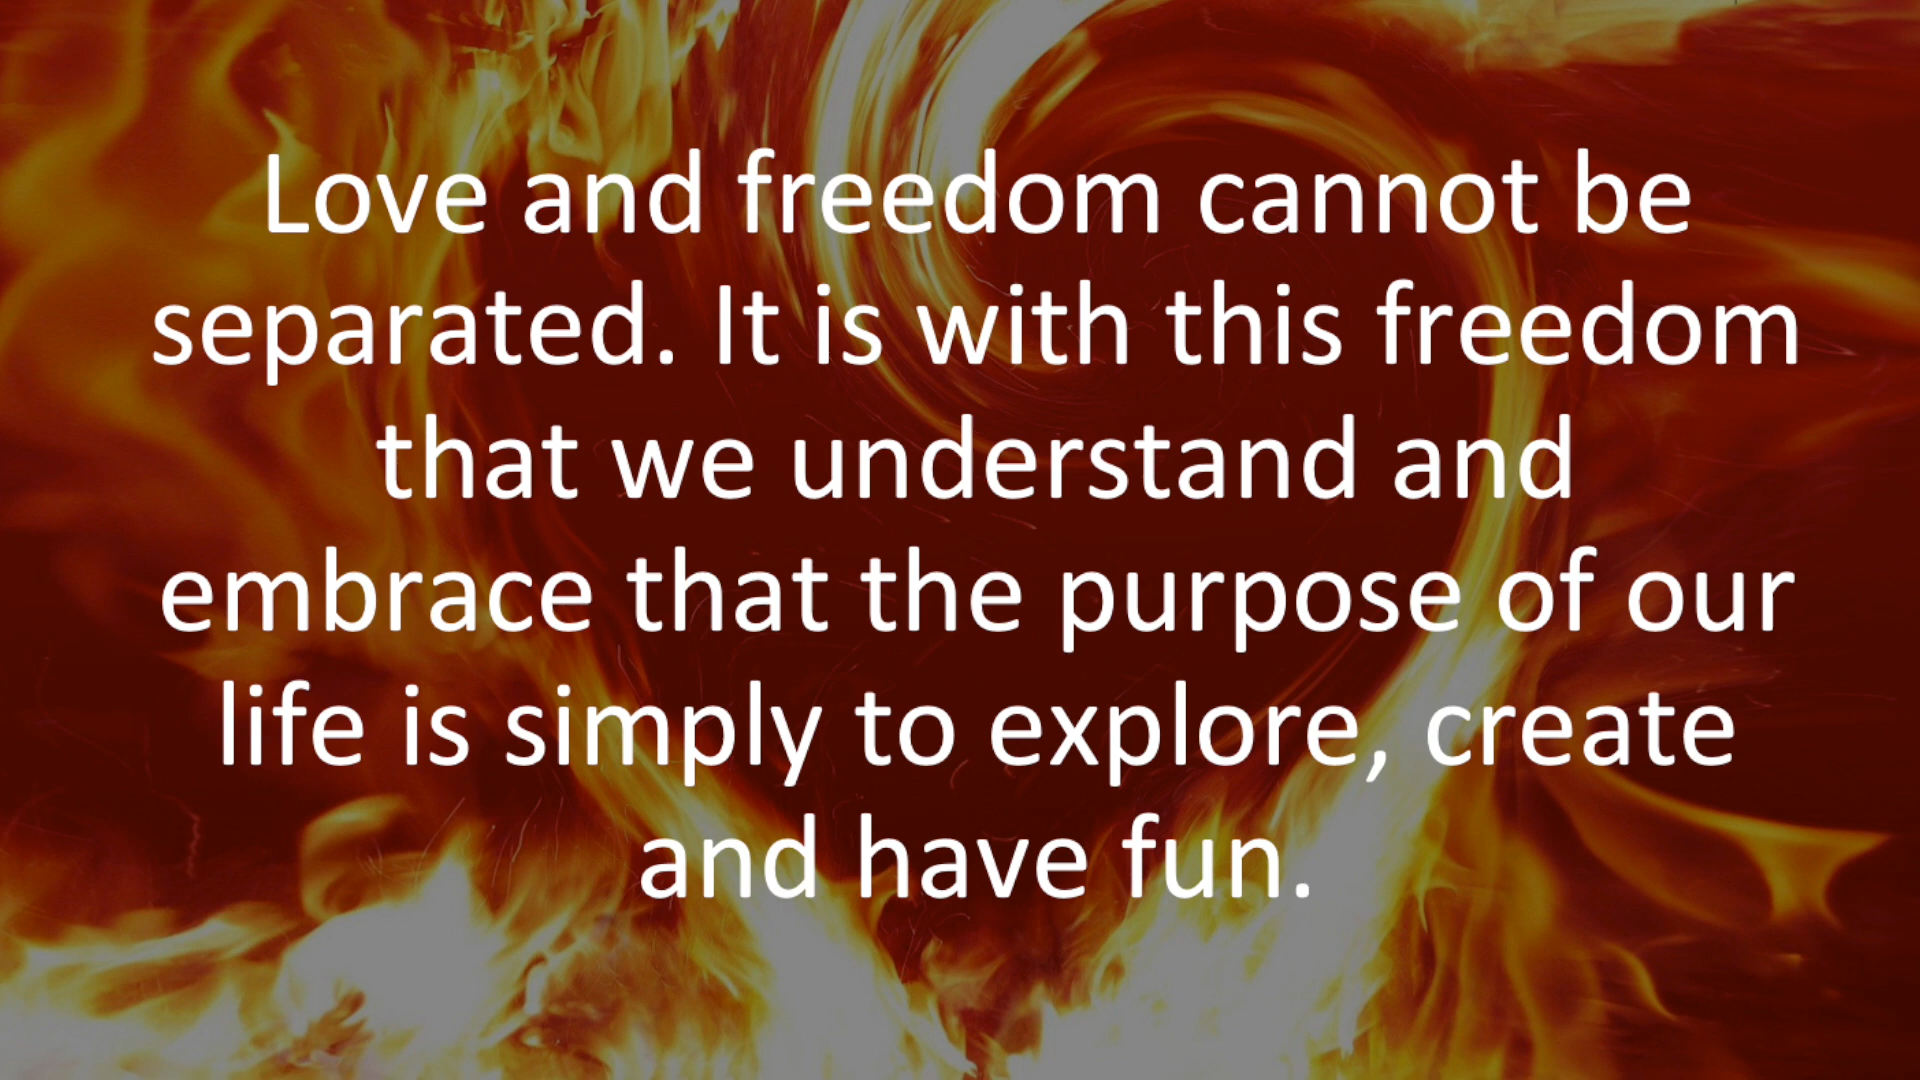 Love and freedom cannot be
separated. It is with this freedom
that we understand and
embrace that the purpose of our
life is simply to explore, create
and have fun.